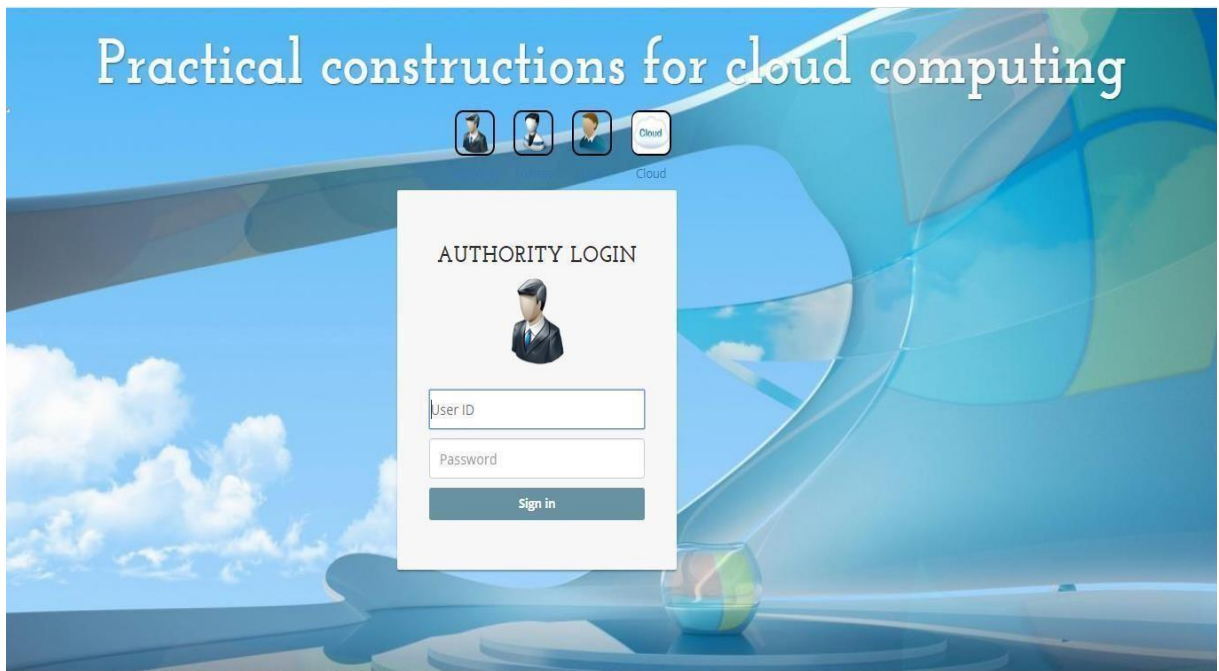 Practical constructions for cloud computing
Cloud
Cloud
AUTHORITY LOGIN
User ID
Password
Sign in